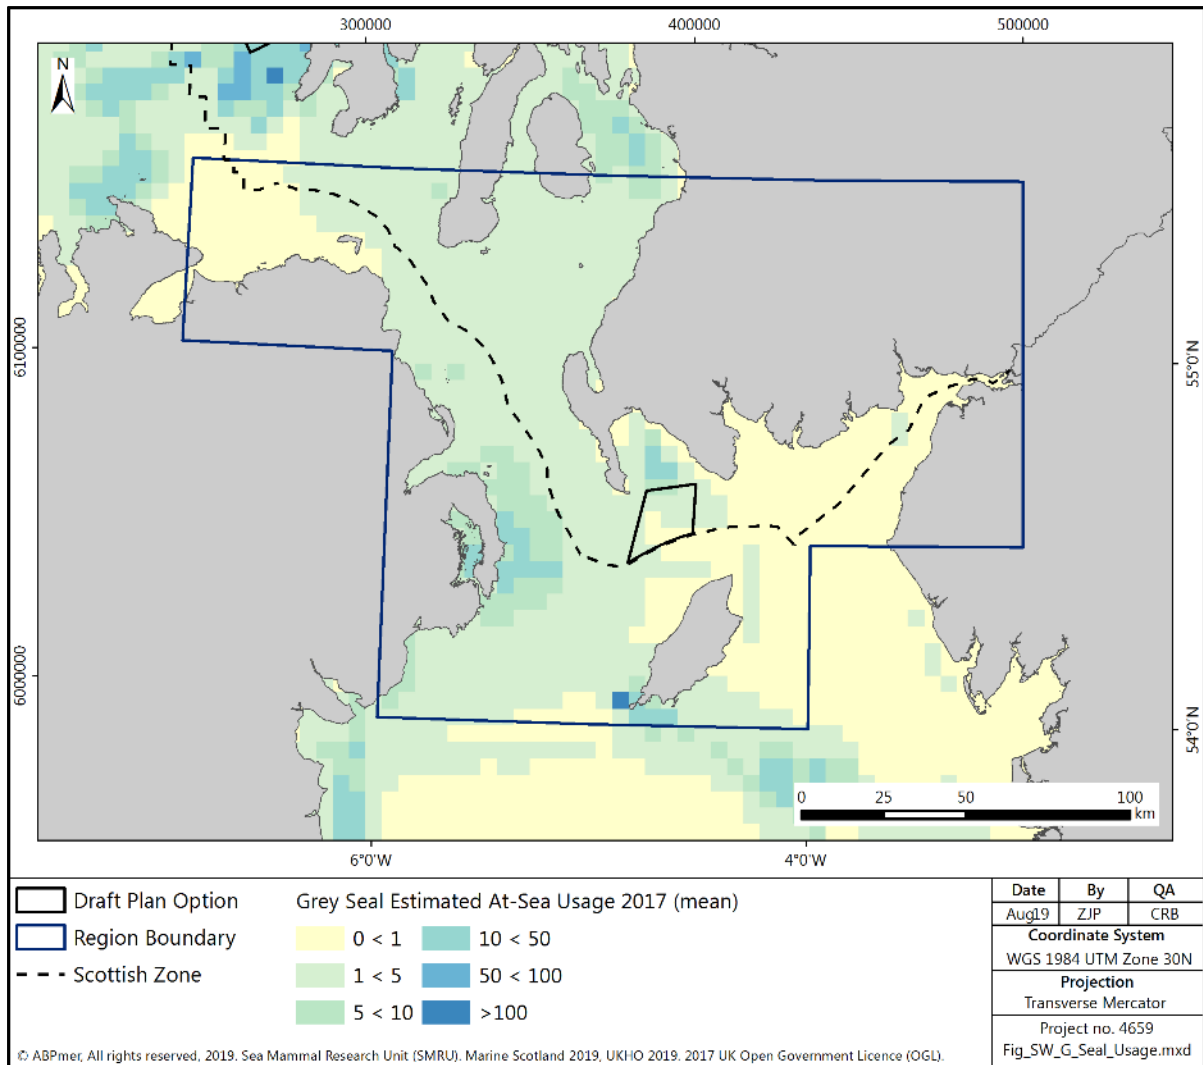 300000
400000
500000
N
6100000
55°0'N
6000000
54°0'N
0
25
50
100
km
6°0'W
4°0'W
Draft Plan Option
Region Boundary
Scottish Zone
Grey Seal Estimated At-Sea Usage 2017 (mean)
0 < 1
1 < 5
5 < 10
10 < 50
50 < 100
>100
Date By QA
Aug19 ZJP CRB
Coordinate System
WGS 1984 UTM Zone 30N
Projection
Transverse Mercator
Project no. 4659
Fig_SW_G_Seal_Usage.mxd
© ABPmer, All rights reserved, 2019. Sea Mammal Research Unit (SMRU). Marine Scotland 2019, UKHO 2019. 2017 UK Open Government Licence (OGL).